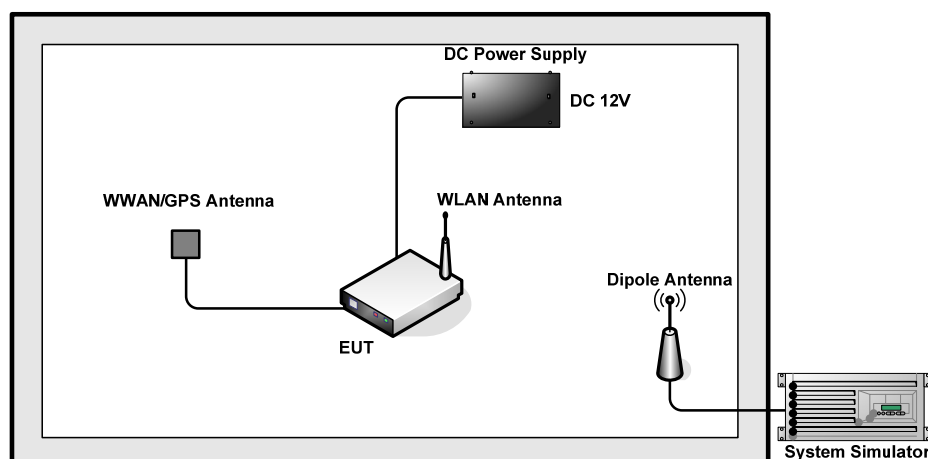 DC Power Supply
DC 12V
WWAN/GPS Antenna
WLAN Antenna
Dipole Antenna
EUT
System Simulator